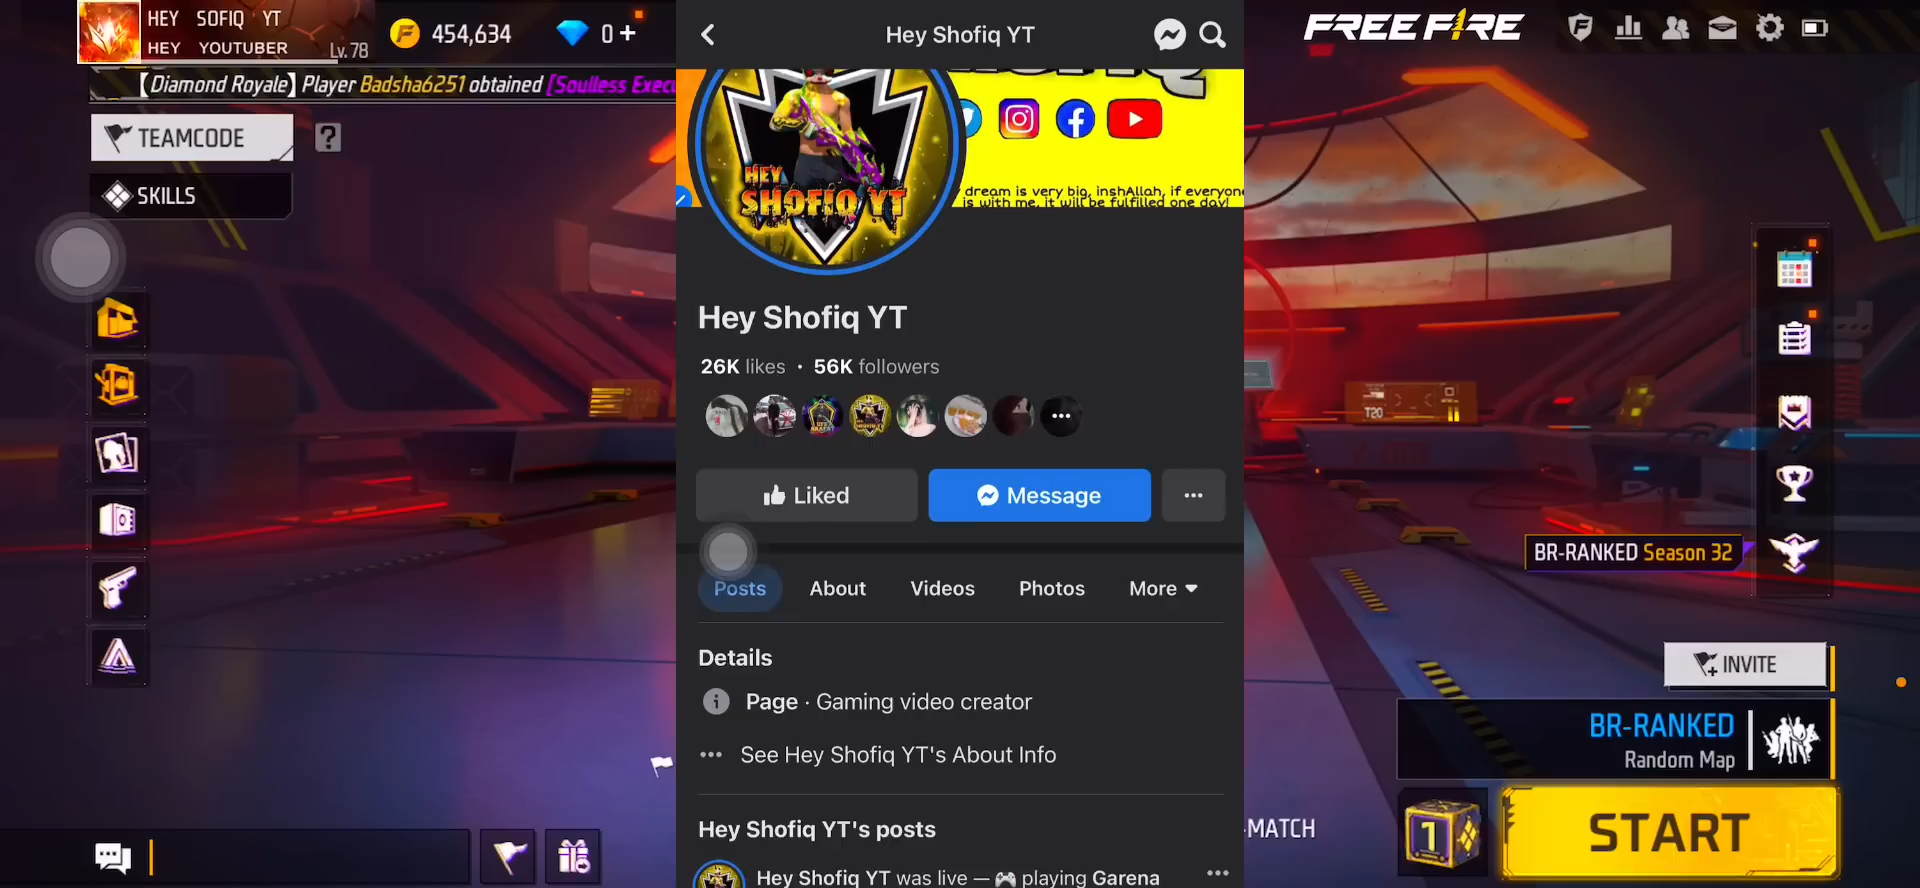 HEY SOFIQ YT
HEY YOUTUBER
Lv.78
454,634
0 +
【Diamond Royale】 Player Badsha6251 obtained [Soulless Exec
TEAMCODE
?
SKILLS
Hey Shofiq YT
HEY
SHOFIQ YT
dream is very big, inshAllah, if everyone
is with me, it will be fulfilled one day!
Hey Shofiq YT
26K likes · 56K followers
Liked
Message
Posts
About
Videos
Photos
More
Details
Page · Gaming video creator
See Hey Shofiq YT's About Info
Hey Shofiq YT's posts
Hey Shofiq YT was live — 🎮 playing Garena
FREE FIRE
T20
BR-RANKED Season 32
INVITE
BR-RANKED
Random Map
-MATCH
1
START